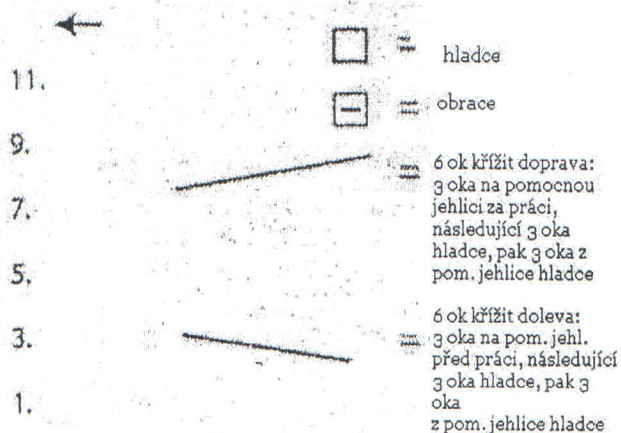 11.
9.
7.
5.
3.
1.
= hladce
= obrace
= 6 ok křížit doprava:
3 oka na pomocnou
jehlici za práci,
následující 3 oka
hladce, pak 3 oka z
pom. jehlice hladce
= 6 ok křížit doleva:
3 oka na pom. jehl.
před práci, následující
3 oka hladce, pak 3
oka
z pom. jehlice hladce